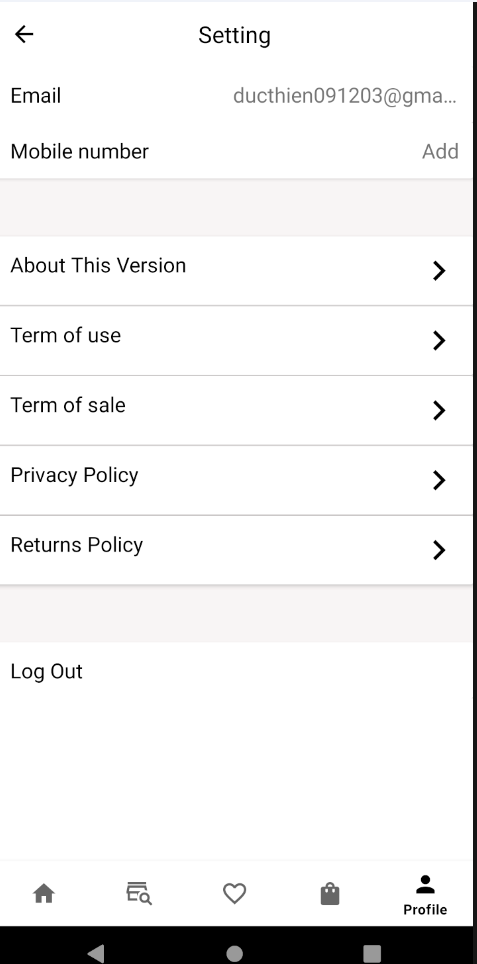 Setting
Email ducthien091203@gma...
Mobile number Add
About This Version
Term of use
Term of sale
Privacy Policy
Returns Policy
Log Out
Profile